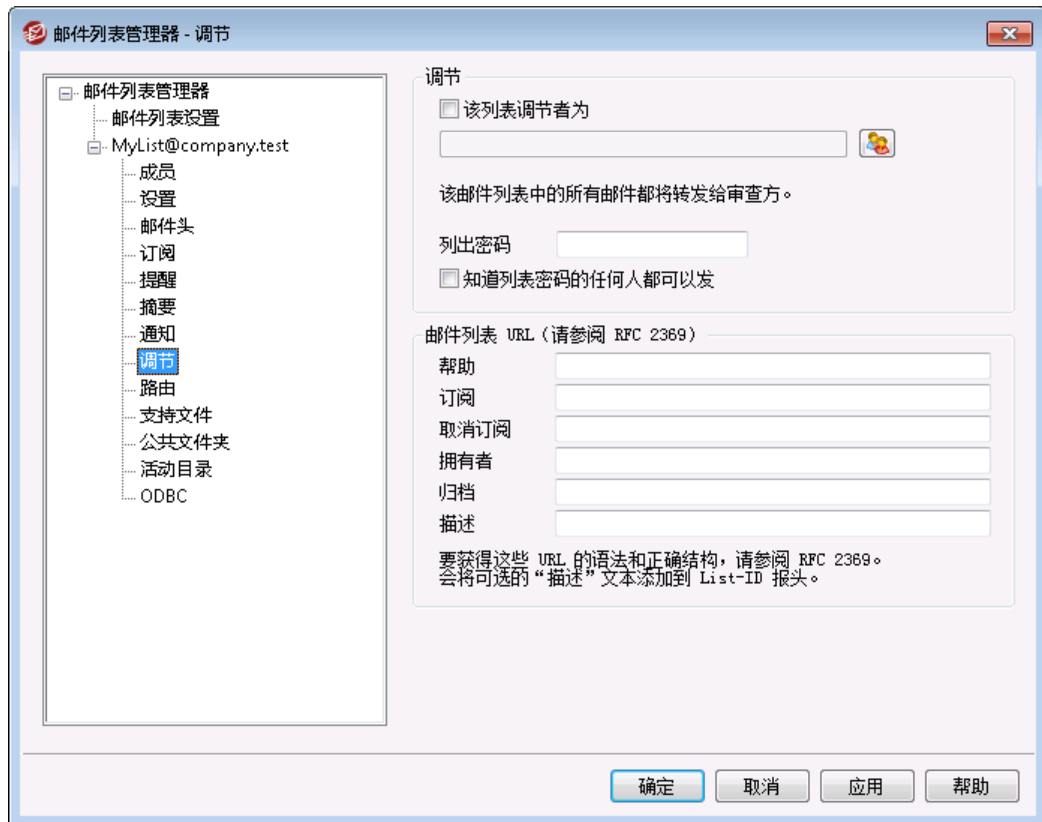 邮件列表管理器 - 调节
邮件列表管理器
邮件列表设置
MyList@company.test
成员
设置
邮件头
订阅
提醒
摘要
通知
调节
路由
支持文件
公共文件夹
活动目录
ODBC
调节
该列表调节者为
该邮件列表中的所有邮件都将转发给审查方。
列出密码
知道列表密码的任何人都可以发
邮件列表 URL（请参阅 RFC 2369）
帮助
订阅
取消订阅
拥有者
归档
描述
要获得这些 URL 的语法和正确结构，请参阅 RFC 2369。
会将可选的“描述”文本添加到 List-ID 报头。
确定
取消
应用
帮助